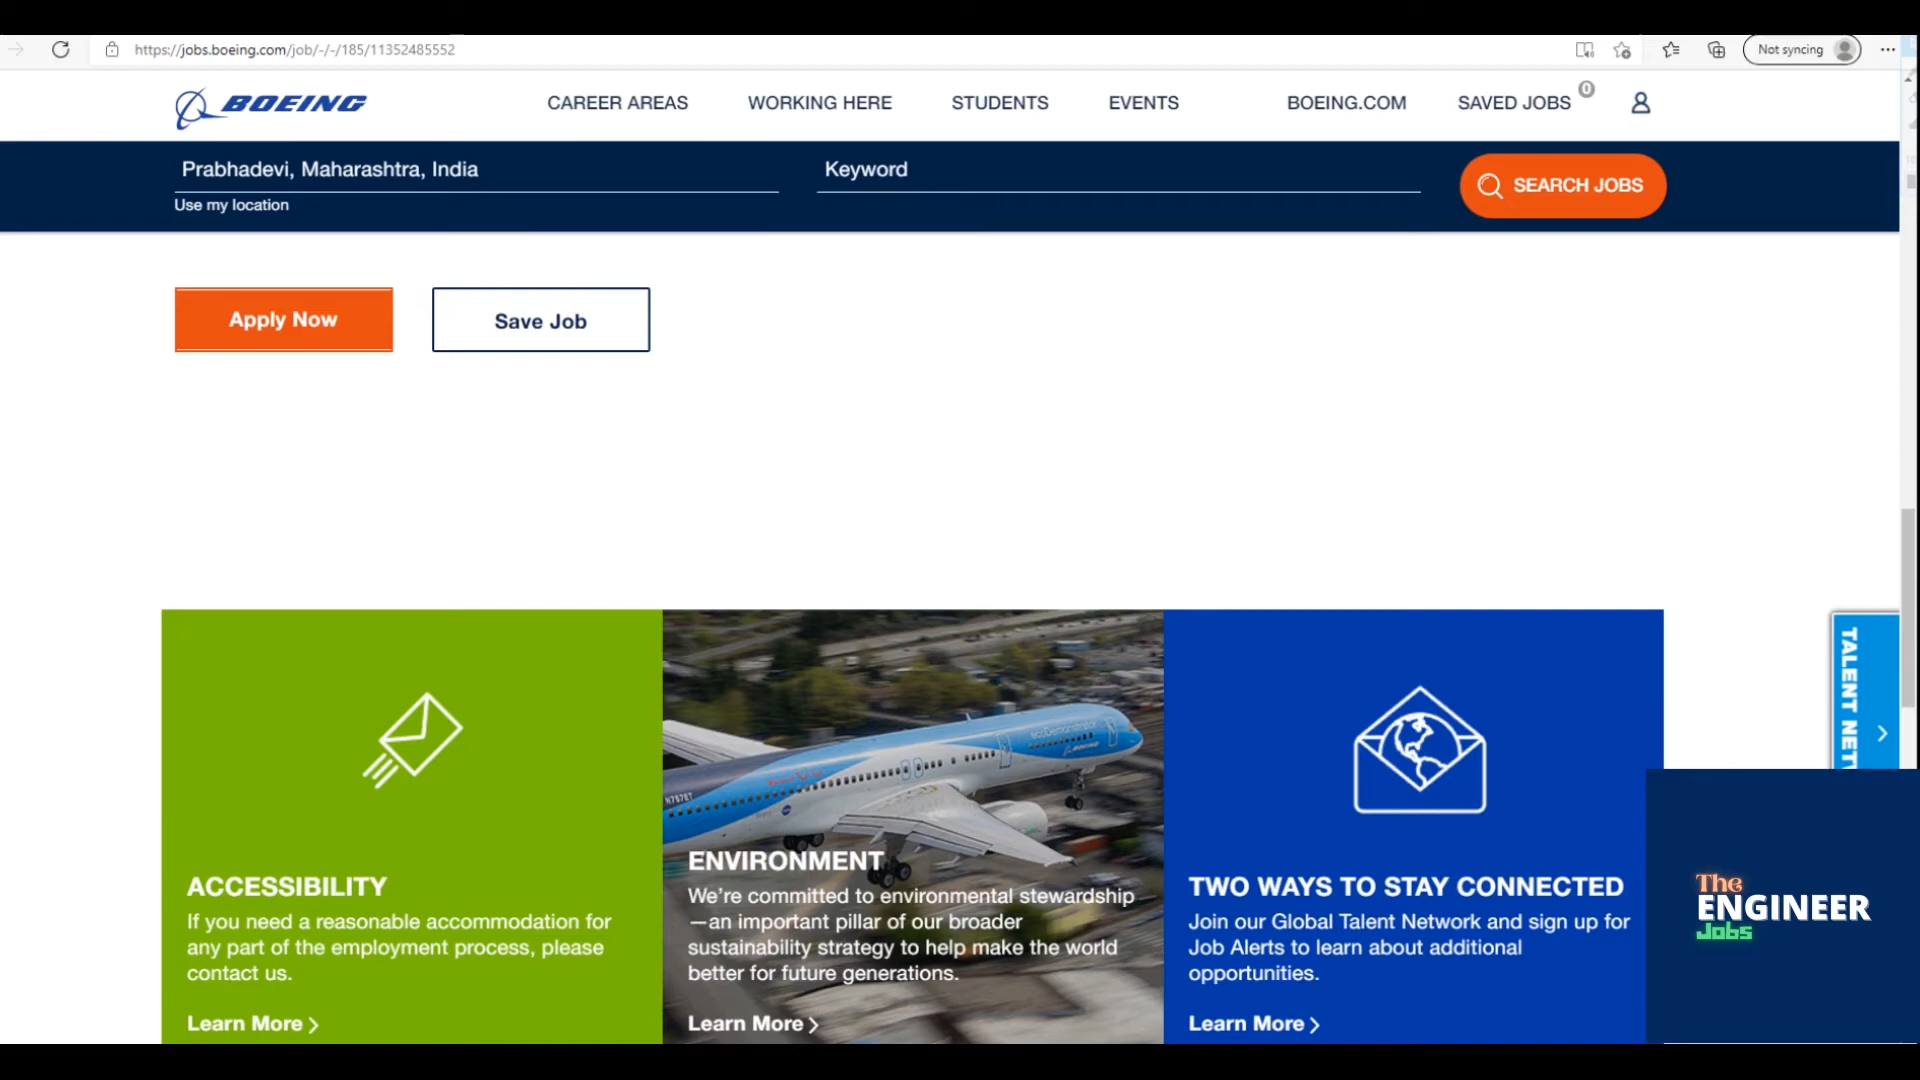 https://jobs.boeing.com/job/-/-/185/11352485552
Not syncing
BOEING
CAREER AREAS
WORKING HERE
STUDENTS
EVENTS
BOEING.COM
SAVED JOBS
0
Prabhadevi, Maharashtra, India
Keyword
SEARCH JOBS
Use my location
Apply Now
Save Job
TALENT NET
ecoDemonstrator
BOEING
N757ET
ACCESSIBILITY
If you need a reasonable accommodation for
any part of the employment process, please
contact us.
Learn More
ENVIRONMENT
We're committed to environmental stewardship
—an important pillar of our broader
sustainability strategy to help make the world
better for future generations.
Learn More
TWO WAYS TO STAY CONNECTED
Join our Global Talent Network and sign up for
Job Alerts to learn about additional
opportunities.
Learn More
The
ENGINEER
Jobs